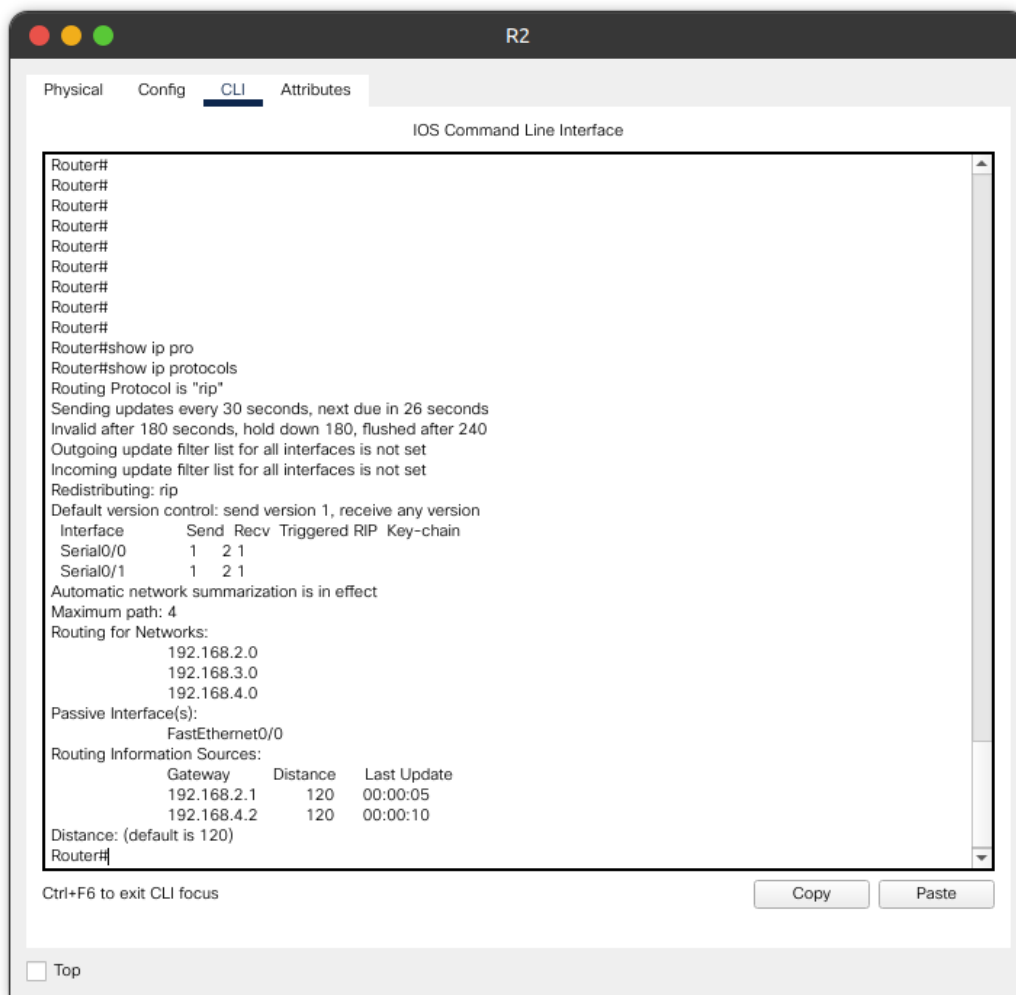 R2
Physical Config CLI Attributes
IOS Command Line Interface
Router#
Router#
Router#
Router#
Router#
Router#
Router#
Router#
Router#
Router#show ip pro
Router#show ip protocols
Routing Protocol is "rip"
Sending updates every 30 seconds, next due in 26 seconds
Invalid after 180 seconds, hold down 180, flushed after 240
Outgoing update filter list for all interfaces is not set
Incoming update filter list for all interfaces is not set
Redistributing: rip
Default version control: send version 1, receive any version
Interface Send Recv Triggered RIP Key-chain
Serial0/0 1 2 1
Serial0/1 1 2 1
Automatic network summarization is in effect
Maximum path: 4
Routing for Networks:
192.168.2.0
192.168.3.0
192.168.4.0
Passive Interface(s):
FastEthernet0/0
Routing Information Sources:
Gateway Distance Last Update
192.168.2.1 120 00:00:05
192.168.4.2 120 00:00:10
Distance: (default is 120)
Router#
Ctrl+F6 to exit CLI focus
Copy Paste
Top